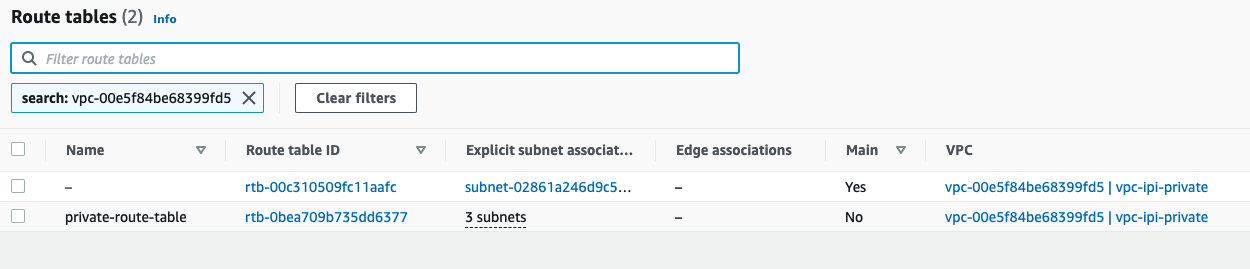 Route tables (2) Info
Filter route tables
search: vpc-00e5f84be68399fd5 Clear filters
Name Route table ID Explicit subnet associat... Edge associations Main VPC
– rtb-00c310509fc11aafc subnet-02861a246d9c5... – Yes vpc-00e5f84be68399fd5 | vpc-ipi-private
private-route-table rtb-0bea709b735dd6377 3 subnets – No vpc-00e5f84be68399fd5 | vpc-ipi-private